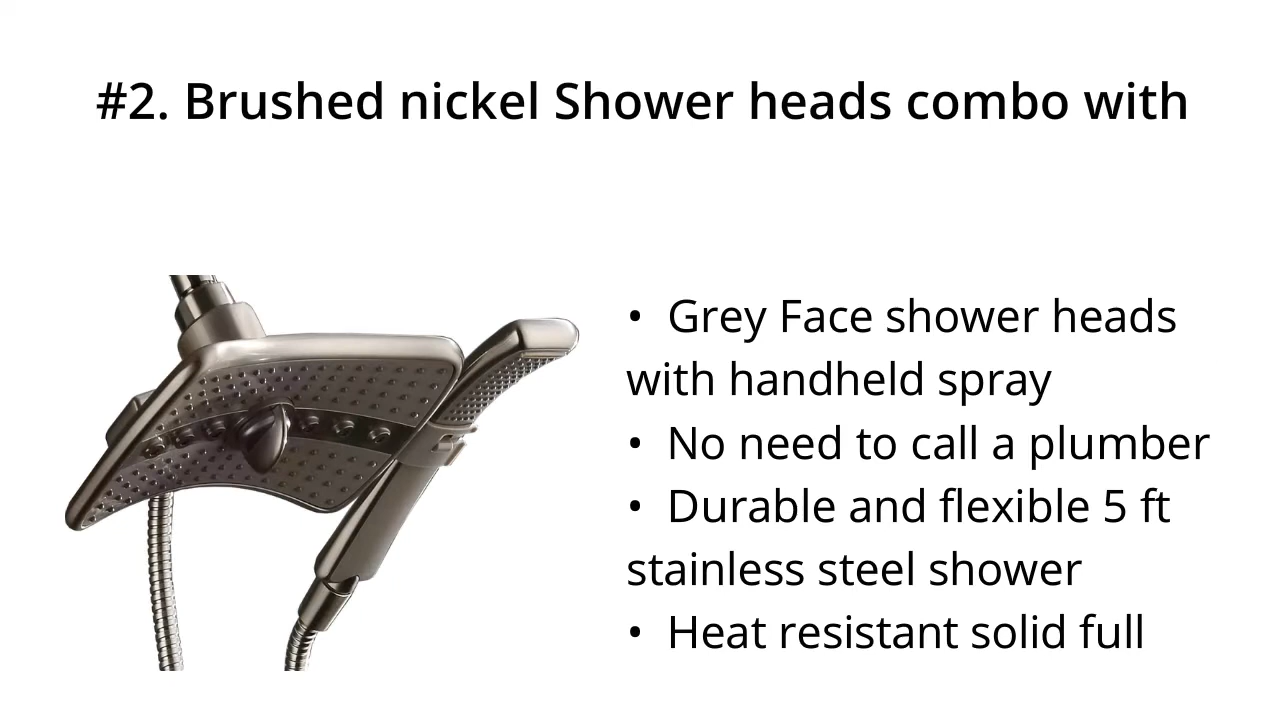 #2. Brushed nickel Shower heads combo with
• Grey Face shower heads
with handheld spray
• No need to call a plumber
• Durable and flexible 5 ft
stainless steel shower
• Heat resistant solid full